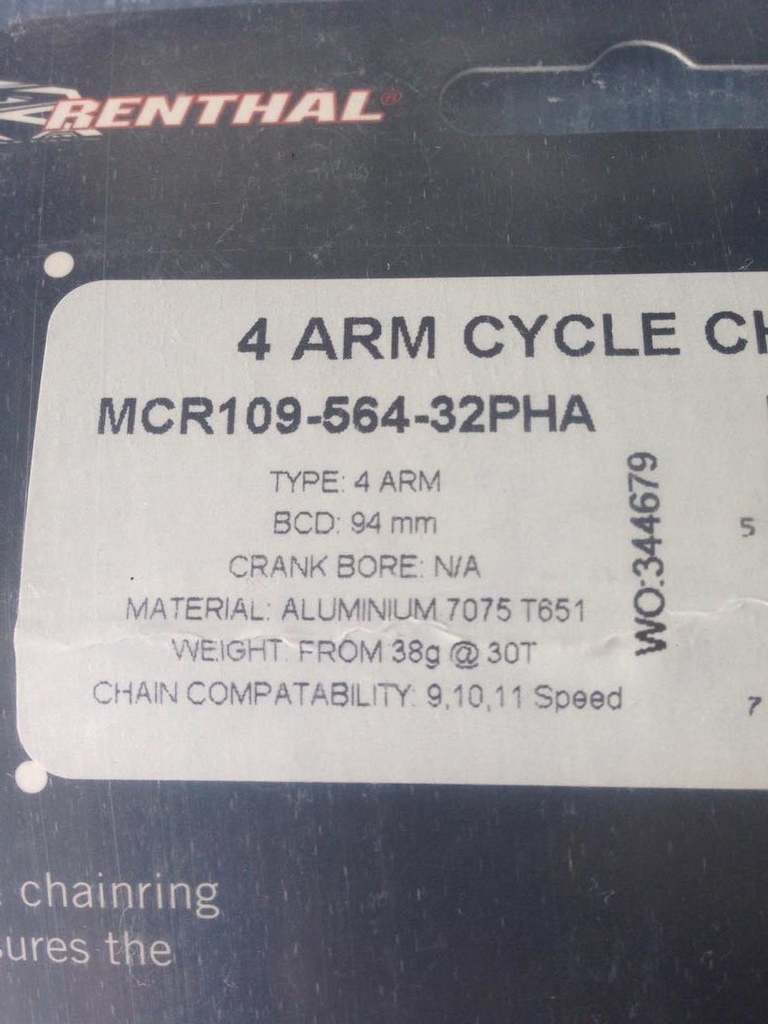 RENTHAL®
4 ARM CYCLE CH
MCR109-564-32PHA
TYPE: 4 ARM
BCD: 94 mm
CRANK BORE: N/A
MATERIAL: ALUMINIUM 7075 T651
WEIGHT: FROM 38g @ 30T
CHAIN COMPATABILITY: 9,10,11 Speed
WO:344679
5
7
chainring
sures the